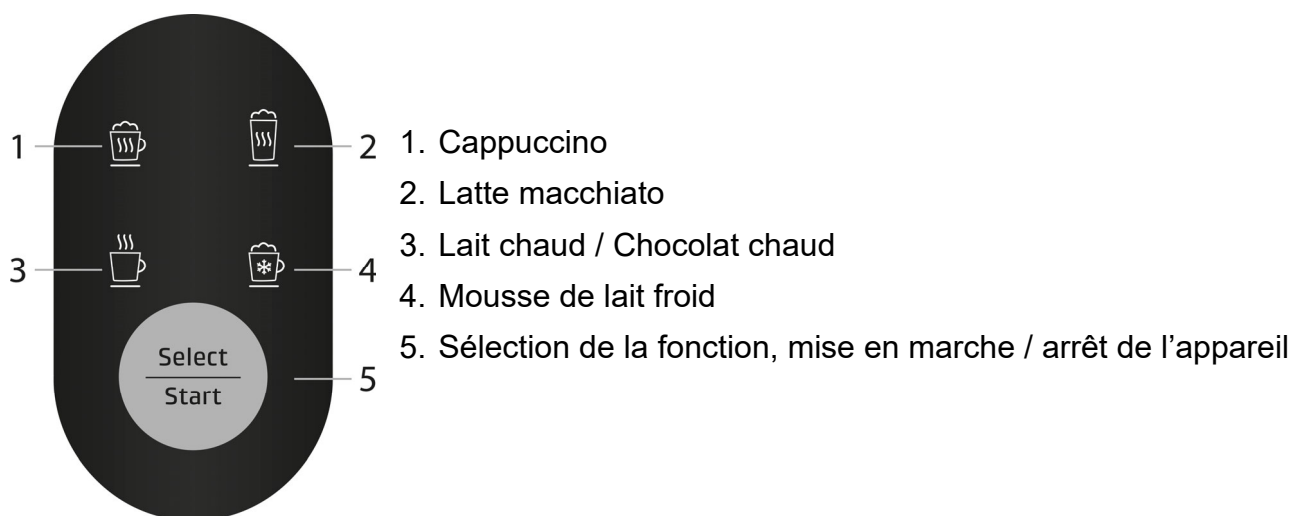 1
2
3
4
Select
Start
5
1. Cappuccino
2. Latte macchiato
3. Lait chaud / Chocolat chaud
4. Mousse de lait froid
5. Sélection de la fonction, mise en marche / arrêt de l’appareil